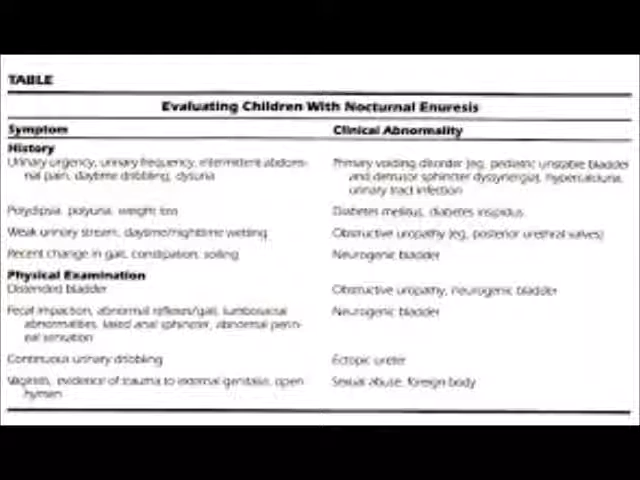 TABLE
Evaluating Children With Nocturnal Enuresis
Symptom Clinical Abnormality
History
Urinary urgency, urinary frequency, intermittent abdomi- Primary voiding disorder (eg, pediatric unstable bladder
nal pain, daytime dribbling, dysuria and detrusor sphincter dyssynergia), hypercalciuria,
urinary tract infection
Polydipsia, polyuria, weight loss Diabetes mellitus, diabetes insipidus
Weak urinary stream, daytime/nighttime wetting Obstructive uropathy (eg, posterior urethral valves)
Recent change in gait, constipation, soiling Neurogenic bladder
Physical Examination
Distended bladder Obstructive uropathy, neurogenic bladder
Fecal impaction, abnormal reflexes/gait, lumbosacral Neurogenic bladder
abnormalities, laxed anal sphincter, abnormal perin-
eal sensation
Continuous urinary dribbling Ectopic ureter
Vaginitis, evidence of trauma to external genitalia, open Sexual abuse, foreign body
hymen